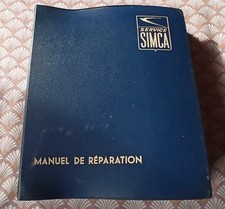 SERVICE
SIMCA
MANUEL DE RÉPARATION